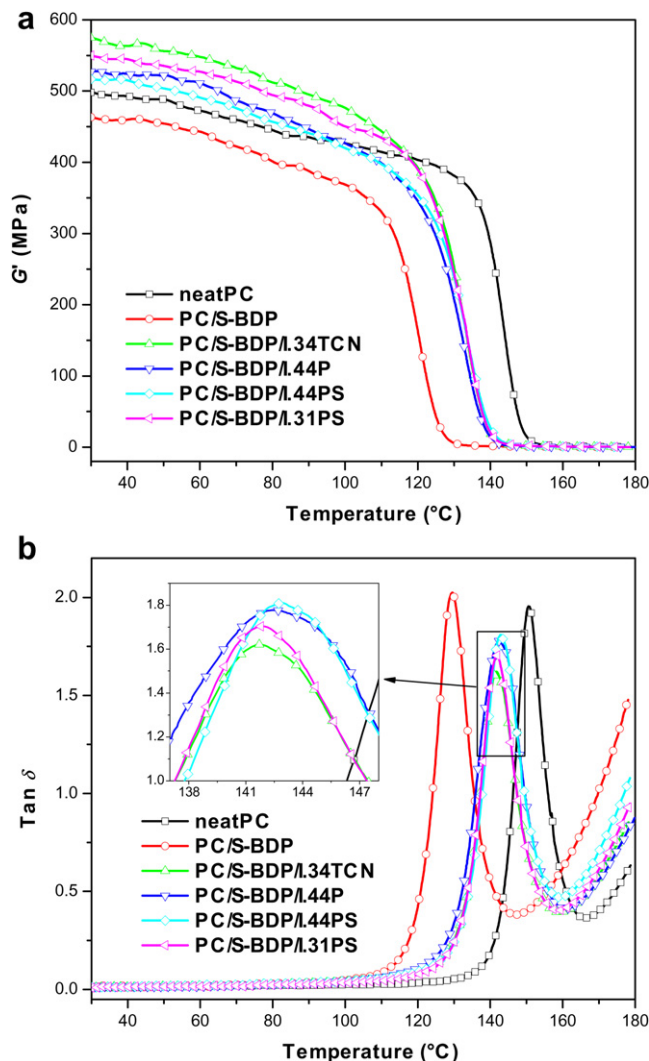 a
600
500
400
300
200
100
0
G' (MPa)
neatPC
PC/S-BDP
PC/S-BDP/I.34TCN
PC/S-BDP/I.44P
PC/S-BDP/I.44PS
PC/S-BDP/I.31PS
40 60 80 100 120 140 160 180
Temperature (°C)
b
2.0
1.5
1.0
0.5
0.0
Tan δ
1.8
1.6
1.4
1.2
1.0
138 141 144 147
neatPC
PC/S-BDP
PC/S-BDP/I.34TCN
PC/S-BDP/I.44P
PC/S-BDP/I.44PS
PC/S-BDP/I.31PS
40 60 80 100 120 140 160 180
Temperature (°C)